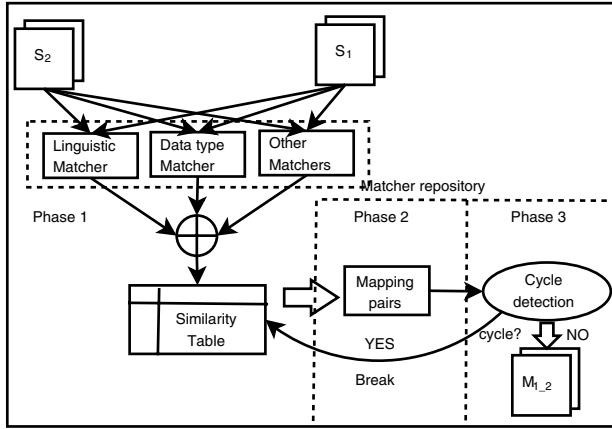 S2
S1
Linguistic
Matcher
Data type
Matcher
Other
Matchers
Matcher repository
Phase 1
Phase 2
Phase 3
Mapping
pairs
Cycle
detection
Similarity
Table
YES
cycle?
NO
Break
M1_2